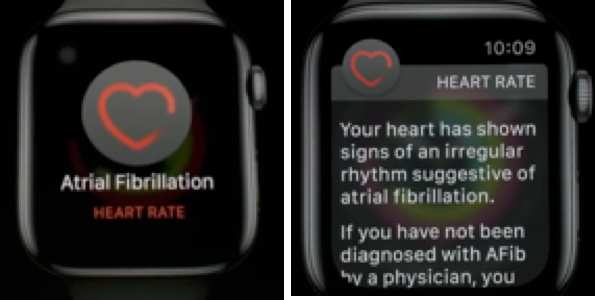 Atrial Fibrillation
HEART RATE
10:09
HEART RATE
Your heart has shown
signs of an irregular
rhythm suggestive of
atrial fibrillation.
If you have not been
diagnosed with AFib
by a physician, you